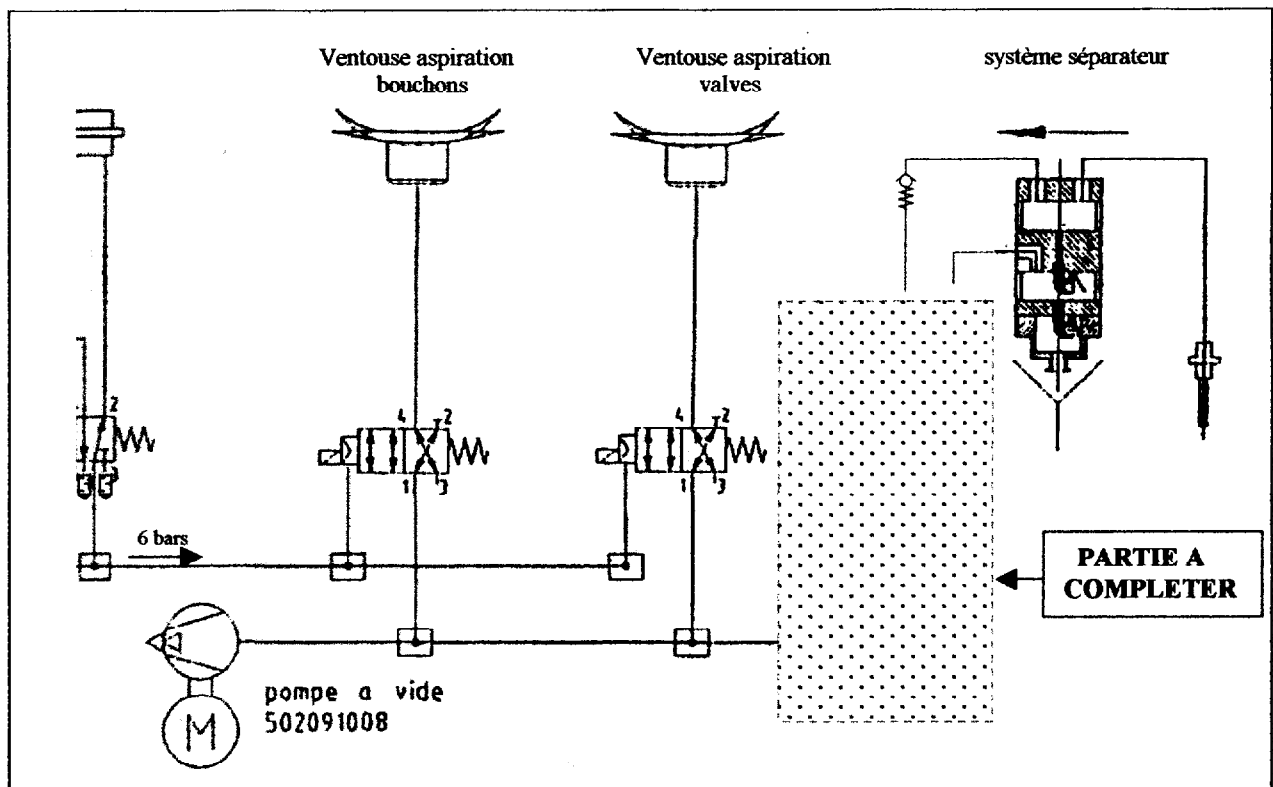 Ventouse aspiration
bouchons
Ventouse aspiration
valves
système séparateur
2
4 2
1 3
4 2
1 3
6 bars
PARTIE A
COMPLETER
pompe a vide
502091008
M